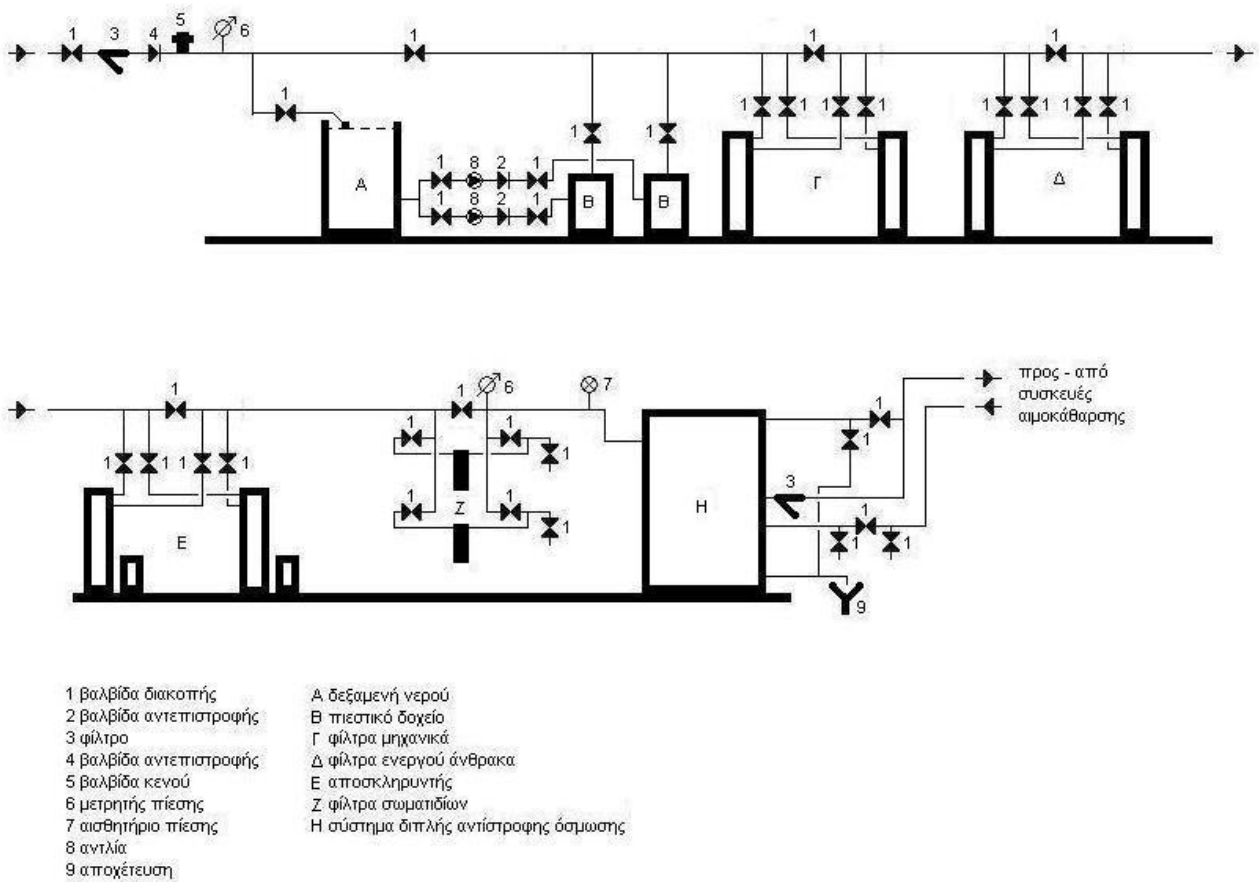 5
1 3 4 6 1 1 1
1 1 1 1 1 1 1 1
1 1 1
1 8 2 1
A Β Β Γ Δ
1 8 2 1
1 1 6 7
προς - από
συσκευές
αιμοκάθαρσης
1
1 1 1 1 1
1 1 1
3
1 1 Ζ Η
1
1 1 1
Ε
9
1 βαλβίδα διακοπής
2 βαλβίδα αντεπιστροφής
3 φίλτρο
4 βαλβίδα αντεπιστροφής
5 βαλβίδα κενού
6 μετρητής πίεσης
7 αισθητήριο πίεσης
8 αντλία
9 αποχέτευση
Α δεξαμενή νερού
Β πιεστικό δοχείο
Γ φίλτρα μηχανικά
Δ φίλτρα ενεργού άνθρακα
Ε αποσκληρυντής
Ζ φίλτρα σωματιδίων
Η σύστημα διπλής αντίστροφης όσμωσης